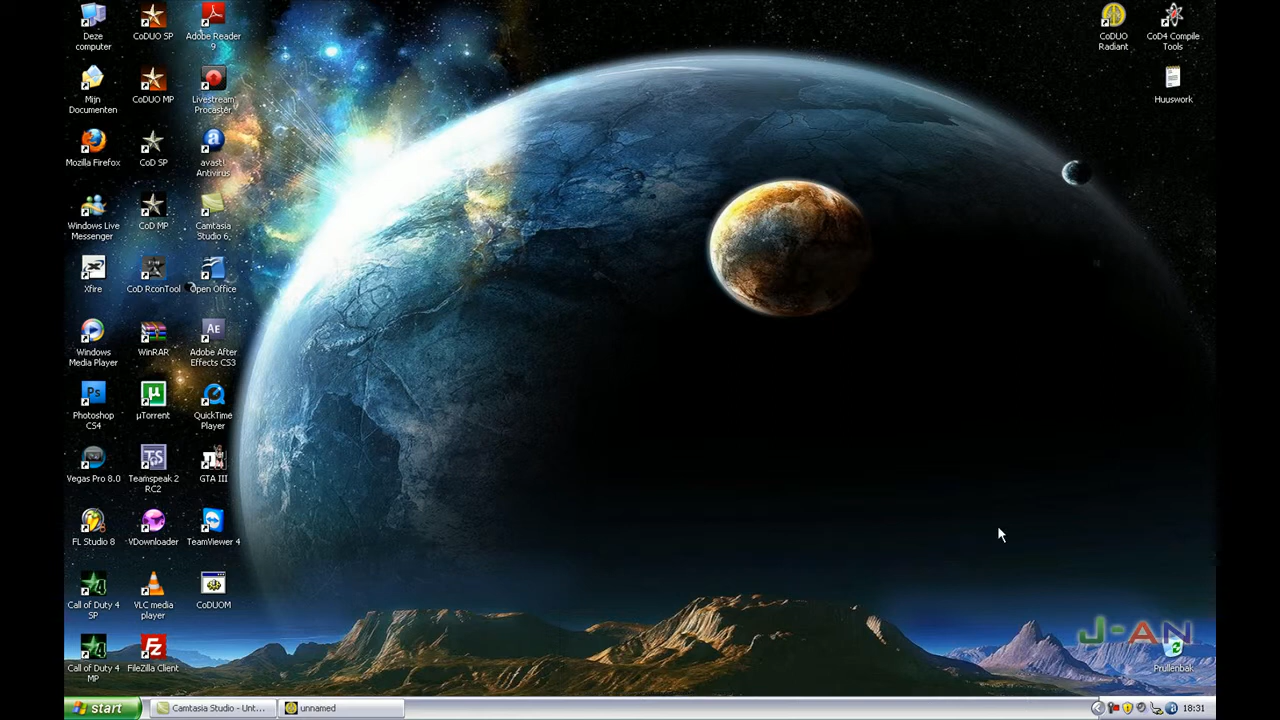 Deze
computer
CoDUO SP
Adobe Reader
9
Mijn
Documenten
CoDUO MP
Livestream
Procaster
Mozilla Firefox
CoD SP
avast!
Antivirus
Windows Live
Messenger
CoD MP
Camtasia
Studio 6
Xfire
CoD RconTool
Open Office
Windows
Media Player
WinRAR
Adobe After
Effects CS3
Photoshop
CS4
µTorrent
QuickTime
Player
Vegas Pro 8.0
Teamspeak 2
RC2
GTA III
FL Studio 8
VDownloader
TeamViewer 4
Call of Duty 4
SP
VLC media
player
CoDUOM
Call of Duty 4
MP
FileZilla Client
CoDUO
Radiant
CoD4 Compile
Tools
Huuswork
J-AN
Prullenbak
start
Camtasia Studio - Unt...
unnamed
18:31